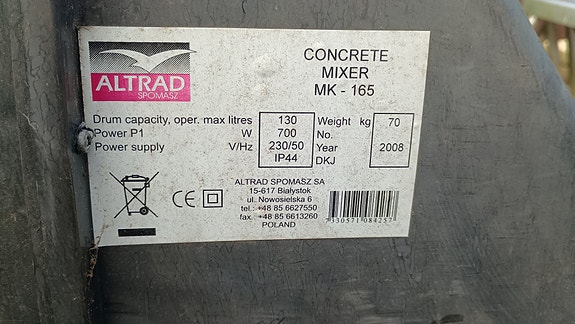 ALTRAD
SPOMASZ
CONCRETE
MIXER
MK - 165
Drum capacity, oper. max litres 130 Weight kg 70
Power P1 W 700 No.
Power supply V/Hz 230/50 Year 2008
IP44 DKJ
CE
ALTRAD SPOMASZ SA
15-617 Białystok
ul. Nowosielska 6
tel.: +48 85 6627550
fax.: +48 85 6613260
POLAND
7330571084257